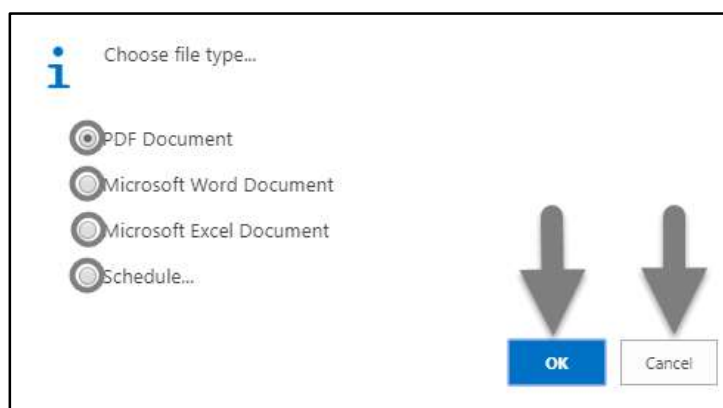 Choose file type...
PDF Document
Microsoft Word Document
Microsoft Excel Document
Schedule...
OK
Cancel